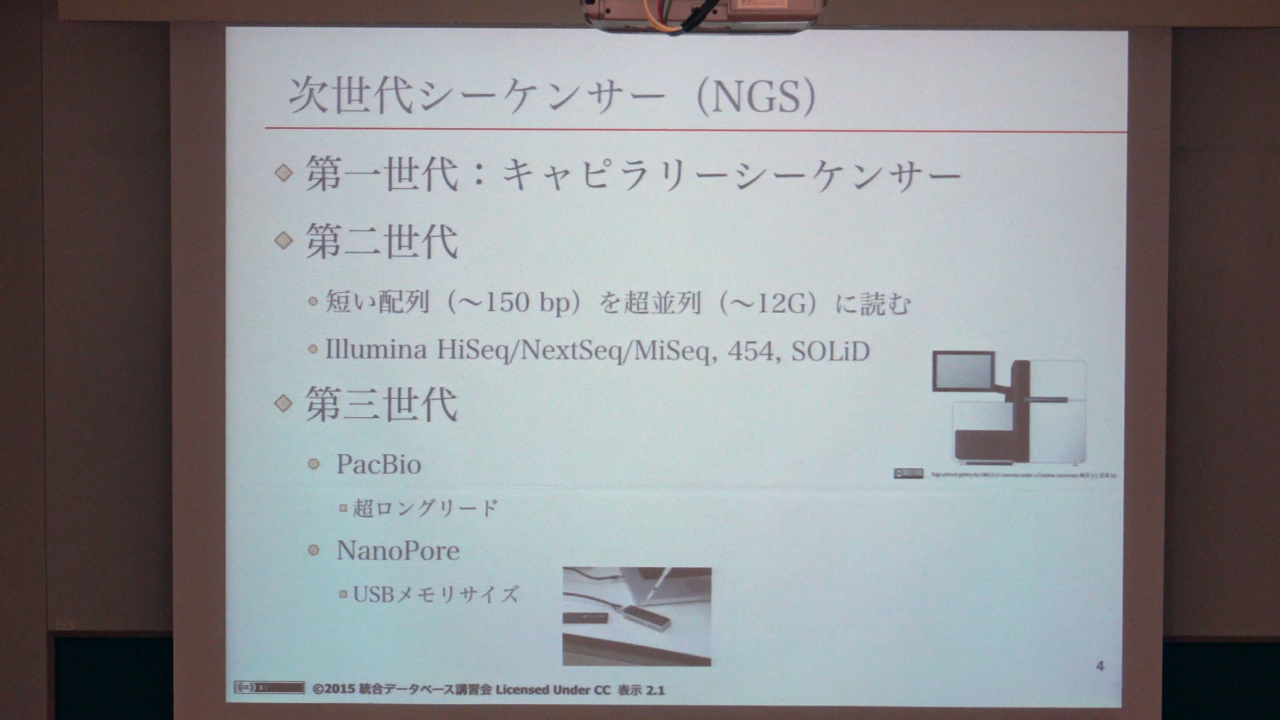 次世代シーケンサー（NGS）
第一世代：キャピラリーシーケンサー
第二世代
短い配列（～150 bp）を超並列（～12G）に読む
Illumina HiSeq/NextSeq/MiSeq, 454, SOLiD
第三世代
PacBio
超ロングリード
NanoPore
USBメモリサイズ
4
©2015 統合データベース講習会 Licensed Under CC 表示 2.1